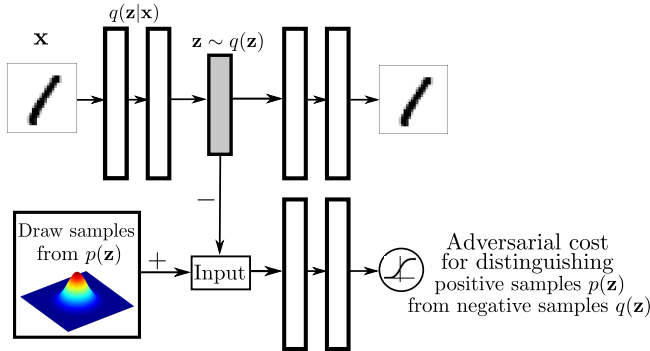 q(z|x)
x
z ∼ q(z)
−
Draw samples
from p(z)
+
Input
Adversarial cost
for distinguishing
positive samples p(z)
from negative samples q(z)